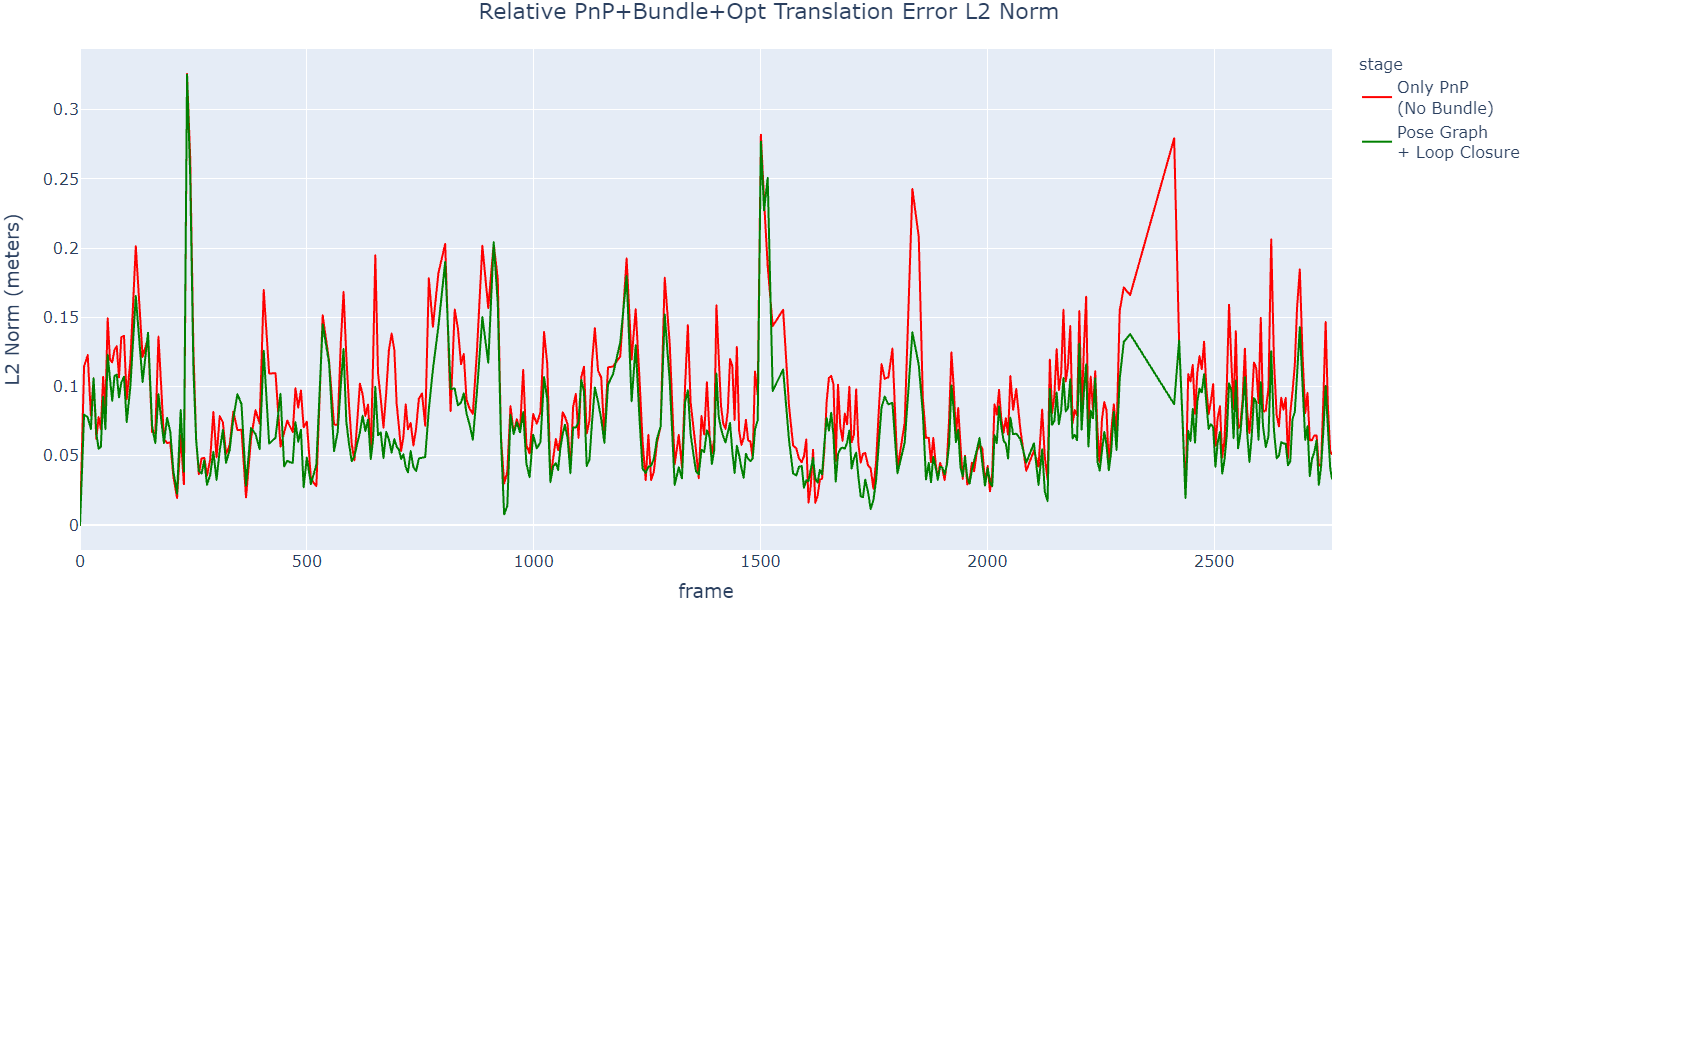 Relative PnP+Bundle+Opt Translation Error L2 Norm
stage
Only PnP
(No Bundle)
Pose Graph
+ Loop Closure
L2 Norm (meters)
0.3
0.25
0.2
0.15
0.1
0.05
0
0 500 1000 1500 2000 2500
frame